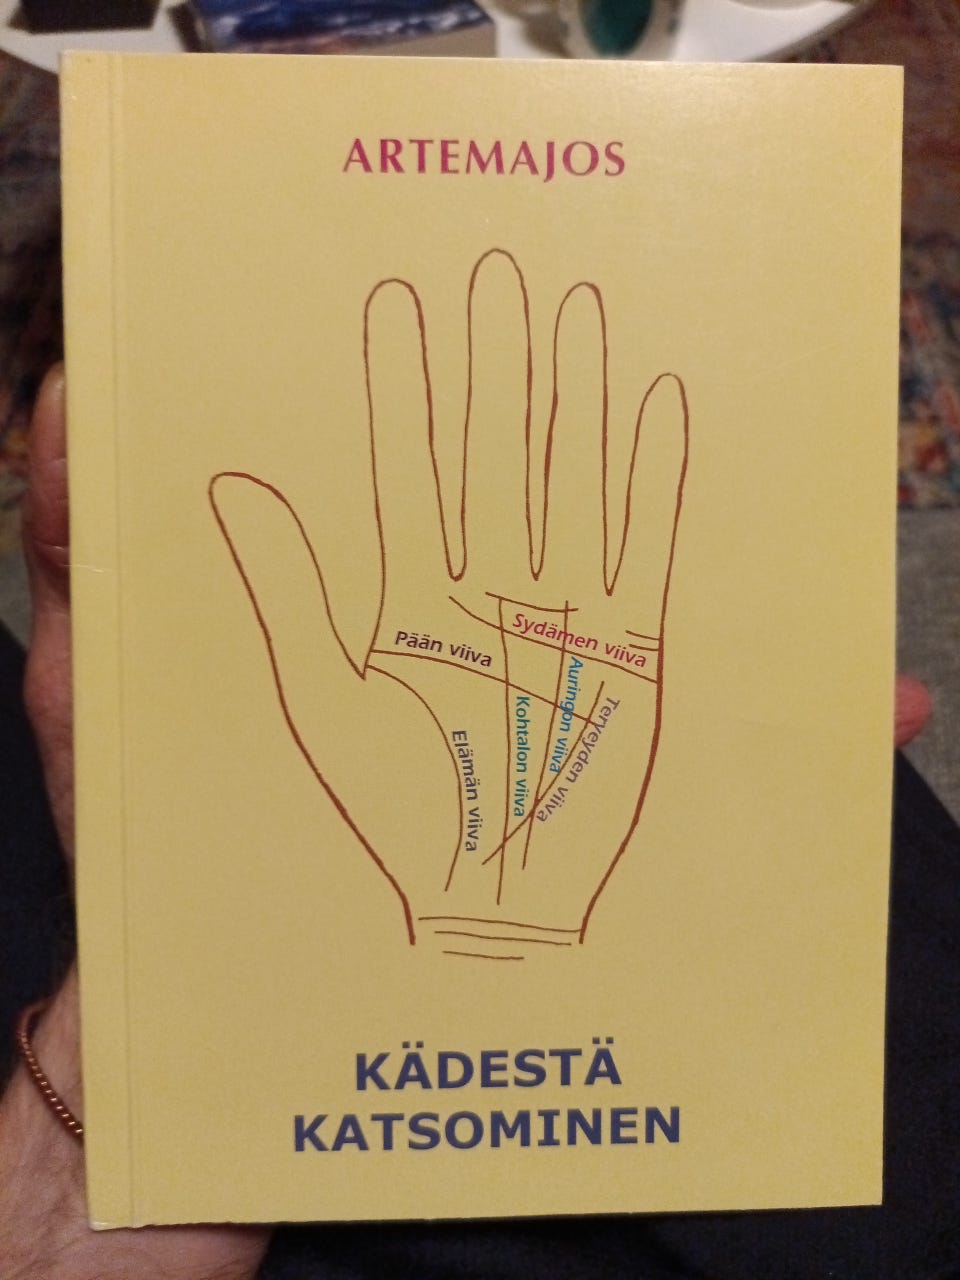 ARTEMAJOS
Sydämen viiva
Pään viiva
Auringon viiva
Kohtalon viiva
Terveyden viiva
Elämän viiva
KÄDESTÄ
KATSOMINEN